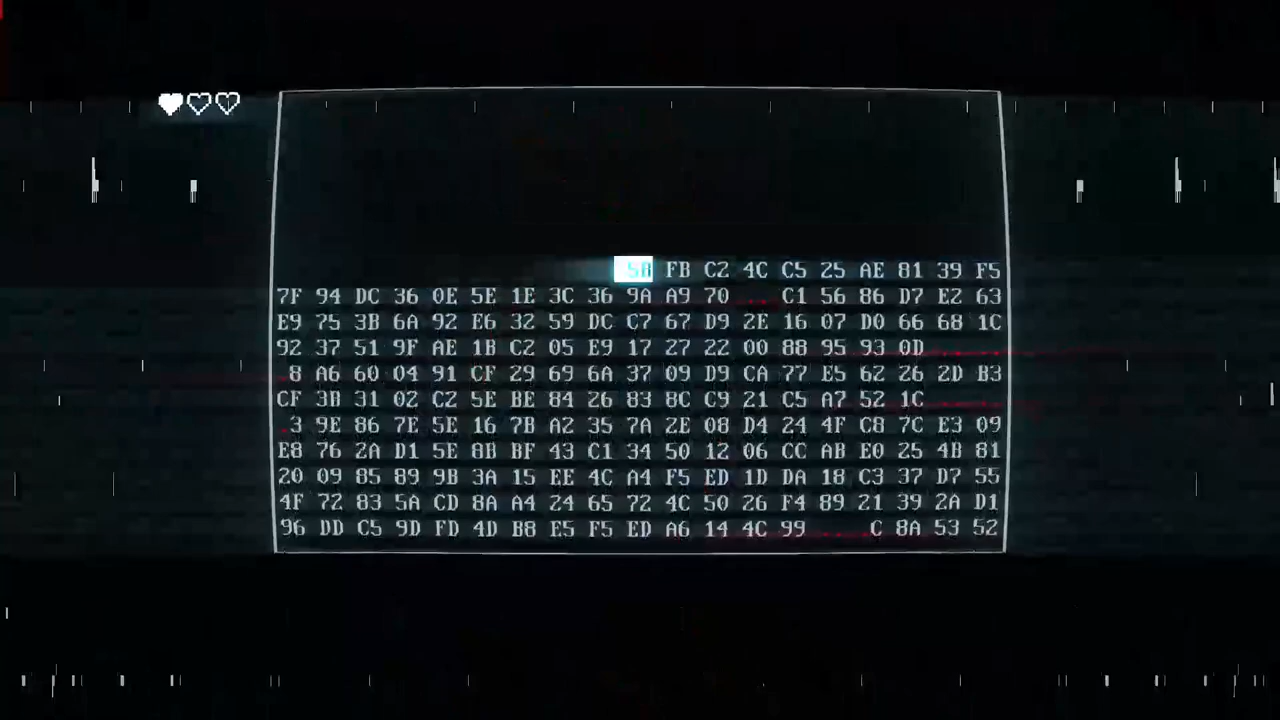 FB C2 4C C5 25 AE 81 39 F5
7F 94 DC 36 0E 5E 1E 3C 36 9A A9 70 C1 56 86 D7 E2 63
E9 75 3B 6A 92 E6 32 59 DC C7 67 D9 2E 16 07 D0 66 68 1C
92 37 51 9F AE 1B C2 05 E9 17 27 22 00 88 95 93 0D
8 A6 60 04 91 CF 29 69 6A 37 09 D9 CA 77 E5 62 26 2D B3
CF 3B 31 02 C2 5E BE 84 26 83 8C C9 21 C5 A7 52 1C
3 9E 86 7E 5E 16 7B A2 35 7A 2E 08 D4 24 4F C8 7C E3 09
E8 76 2A D1 5E 8B BF 43 C1 34 50 12 06 CC AB E0 25 4B 81
20 09 85 89 9B 3A 15 EE 4C A4 F5 ED 1D DA 18 C3 37 D7 55
4F 72 83 5A CD 8A A4 24 65 72 4C 50 26 F4 89 21 39 2A D1
96 DD C5 9D FD 4D B8 E5 F5 ED A6 14 4C 99 C 8A 53 52